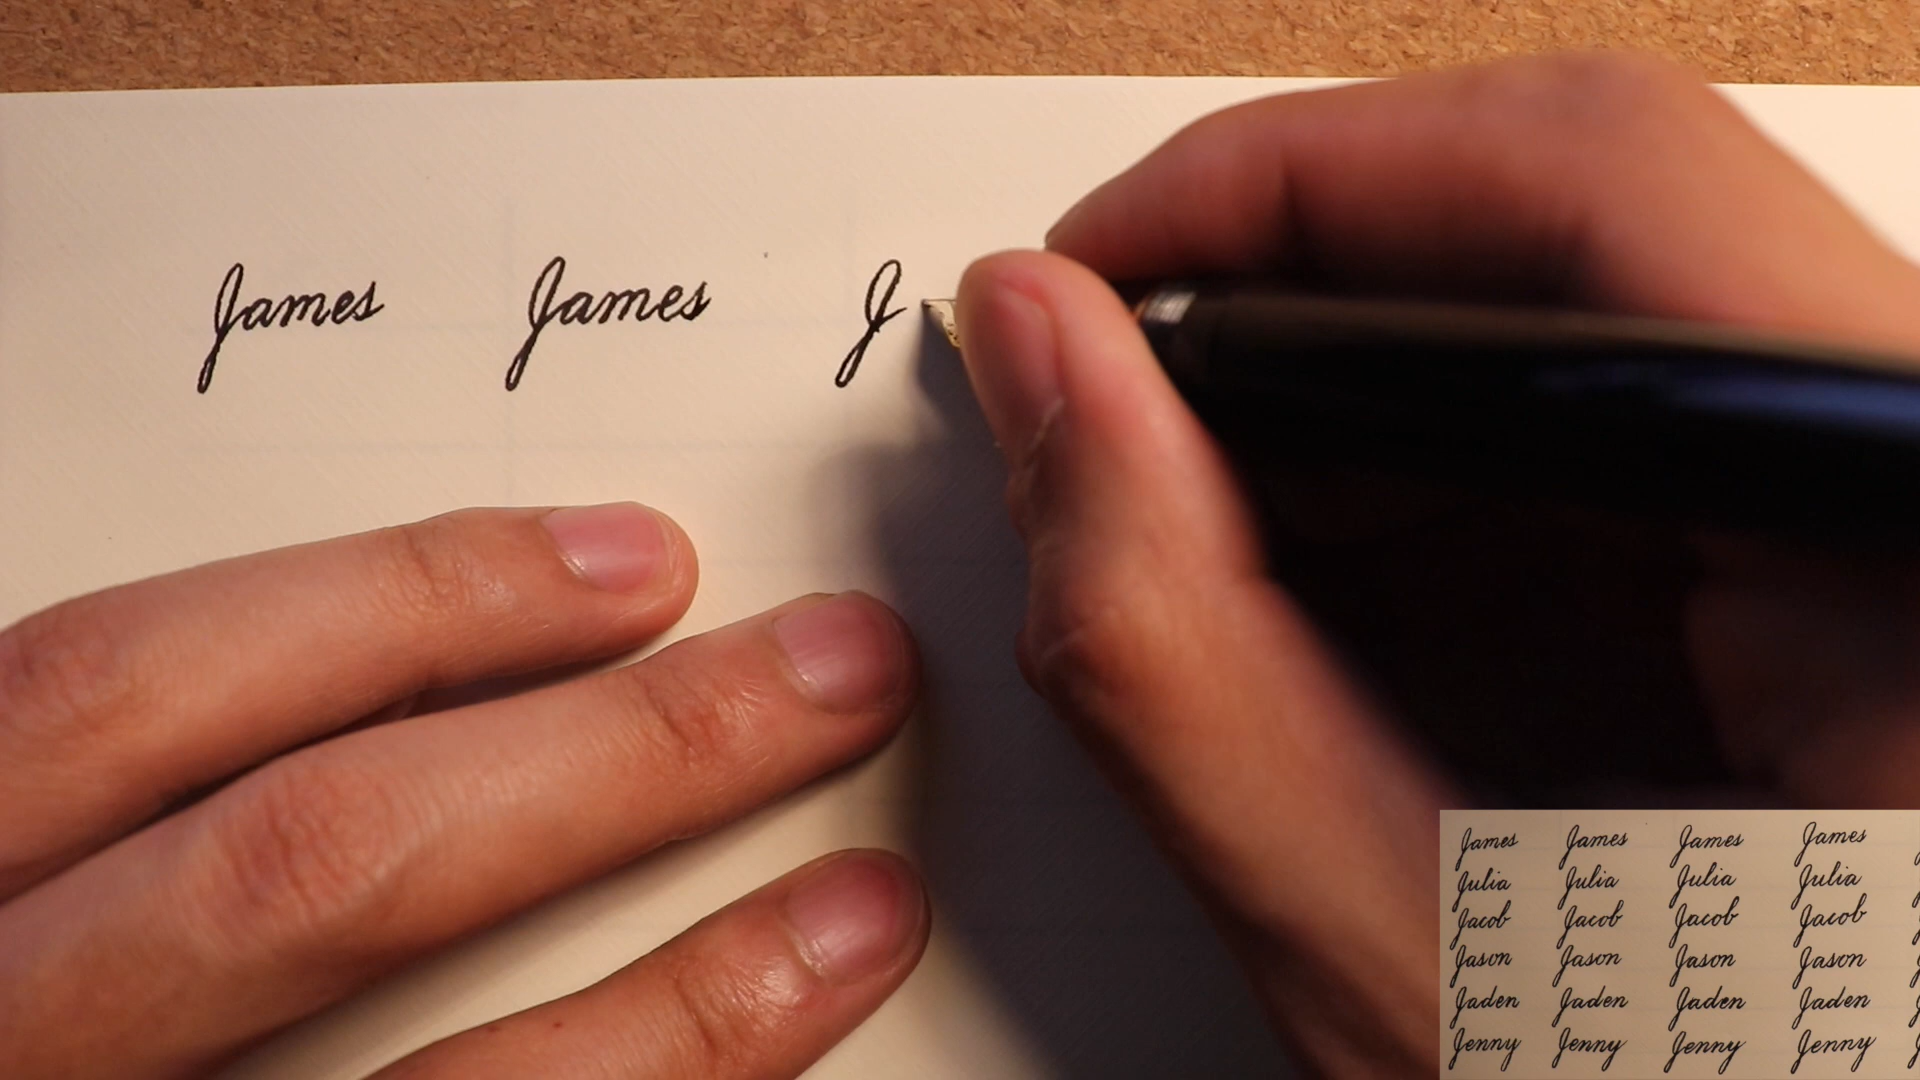 James James J
James James James James
Julia Julia Julia Julia
Jacob Jacob Jacob Jacob
Jason Jason Jason Jason
Jaden Jaden Jaden Jaden
Jenny Jenny Jenny Jenny